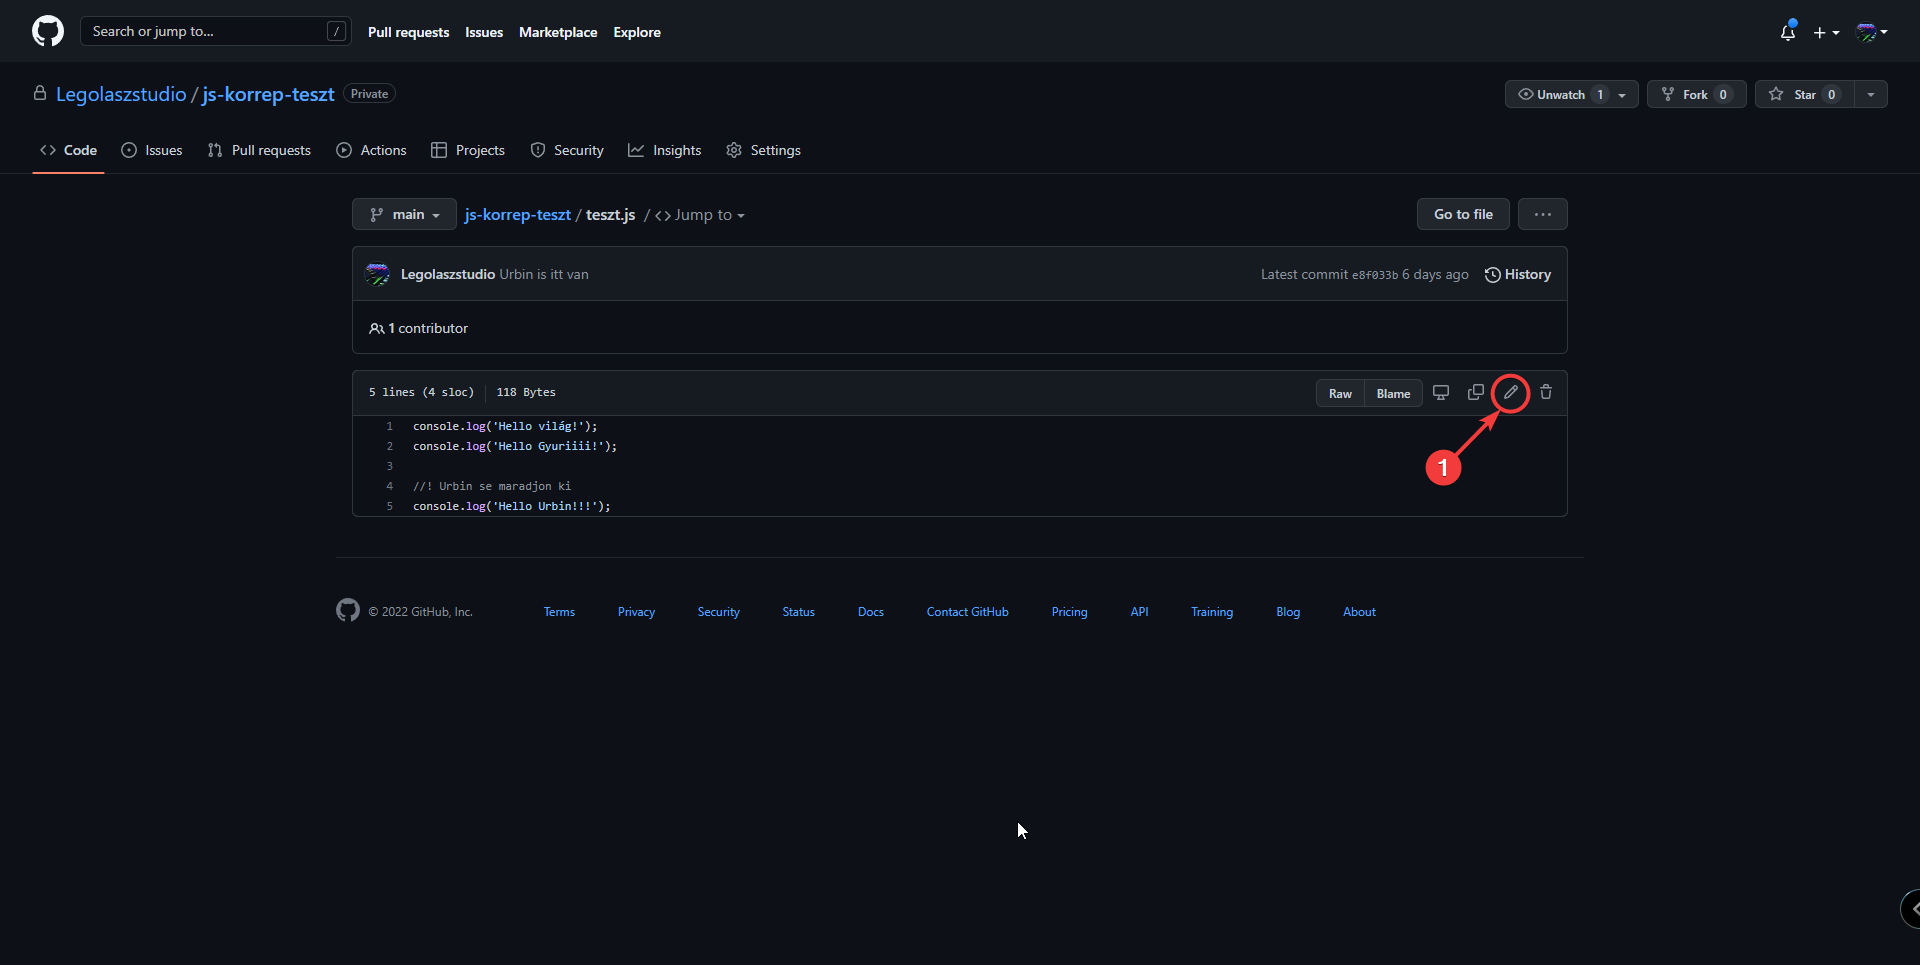 Search or jump to... /
Pull requests Issues Marketplace Explore
Legolaszstudio / js-korrep-teszt Private
Unwatch 1 Fork 0 Star 0
Code Issues Pull requests Actions Projects Security Insights Settings
main js-korrep-teszt / teszt.js / <> Jump to
Go to file ...
Legolaszstudio Urbin is itt van
Latest commit e8f033b 6 days ago History
1 contributor
5 lines (4 sloc) 118 Bytes
Raw Blame
1 console.log('Hello világ!');
2 console.log('Hello Gyuriiii!');
3
4 //! Urbin se maradjon ki
5 console.log('Hello Urbin!!!');
1
© 2022 GitHub, Inc. Terms Privacy Security Status Docs Contact GitHub Pricing API Training Blog About